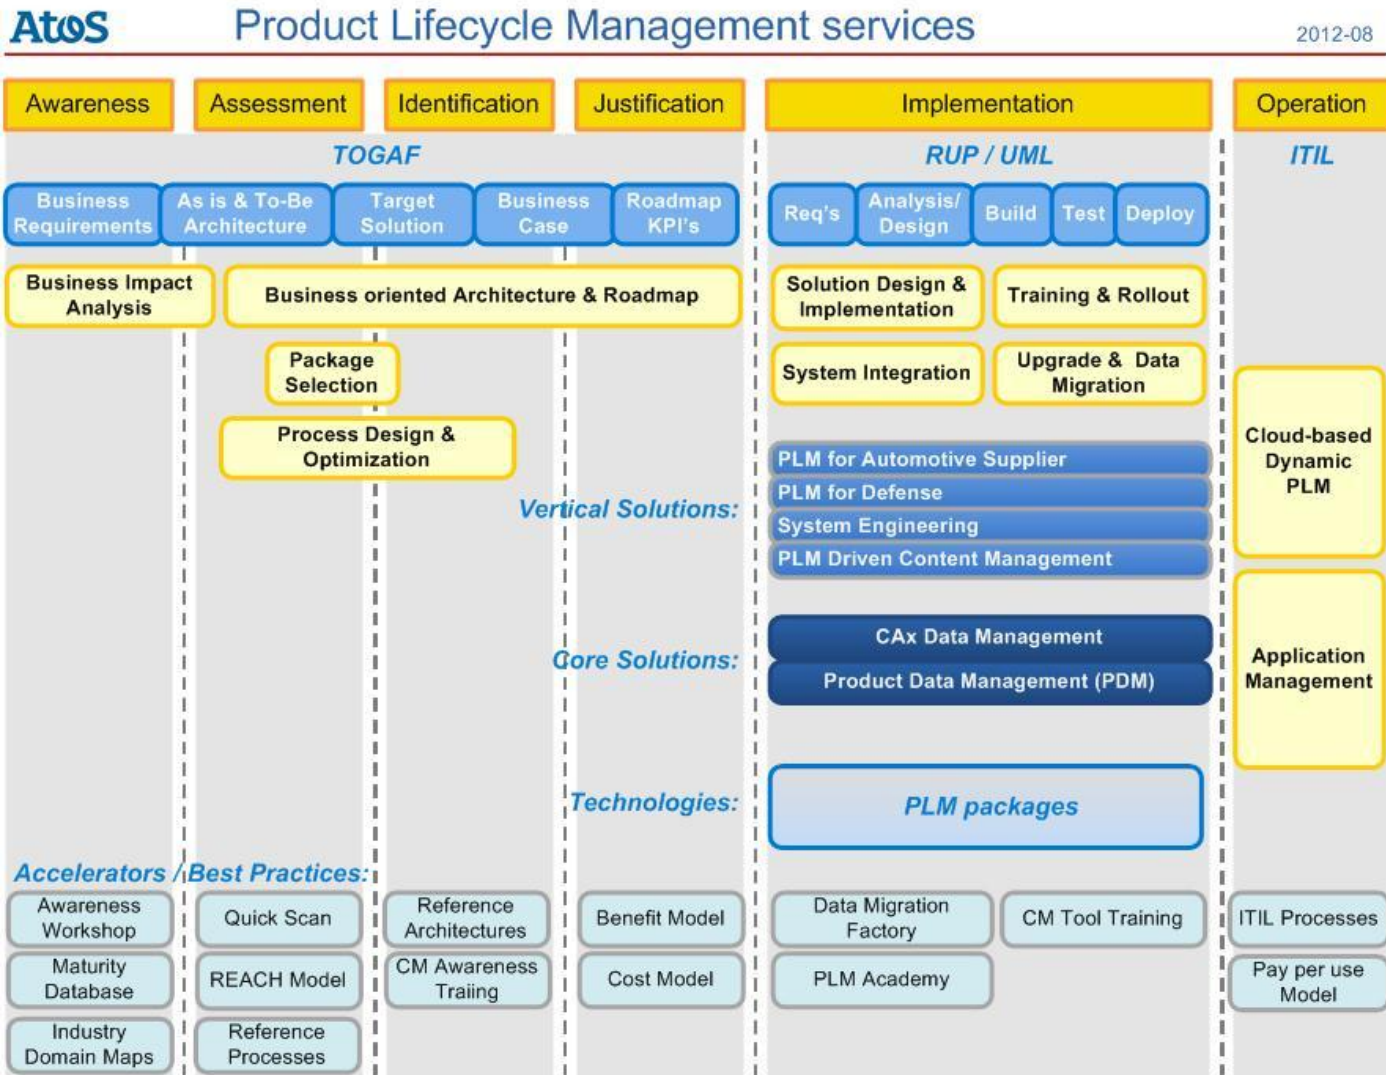 Atos
Product Lifecycle Management services
2012-08
Awareness
Assessment
Identification
Justification
Implementation
Operation
TOGAF
RUP / UML
ITIL
Business
Requirements
As is & To-Be
Architecture
Target
Solution
Business
Case
Roadmap
KPI's
Req's
Analysis/
Design
Build
Test
Deploy
Business Impact
Analysis
Business oriented Architecture & Roadmap
Solution Design &
Implementation
Training & Rollout
Package
Selection
System Integration
Upgrade & Data
Migration
Process Design &
Optimization
Cloud-based
Dynamic
PLM
Vertical Solutions:
PLM for Automotive Supplier
PLM for Defense
System Engineering
PLM Driven Content Management
Core Solutions:
CAx Data Management
Product Data Management (PDM)
Application
Management
Technologies:
PLM packages
Accelerators / Best Practices:
Awareness
Workshop
Quick Scan
Reference
Architectures
Benefit Model
Data Migration
Factory
CM Tool Training
ITIL Processes
Maturity
Database
REACH Model
CM Awareness
Traiing
Cost Model
PLM Academy
Pay per use
Model
Industry
Domain Maps
Reference
Processes